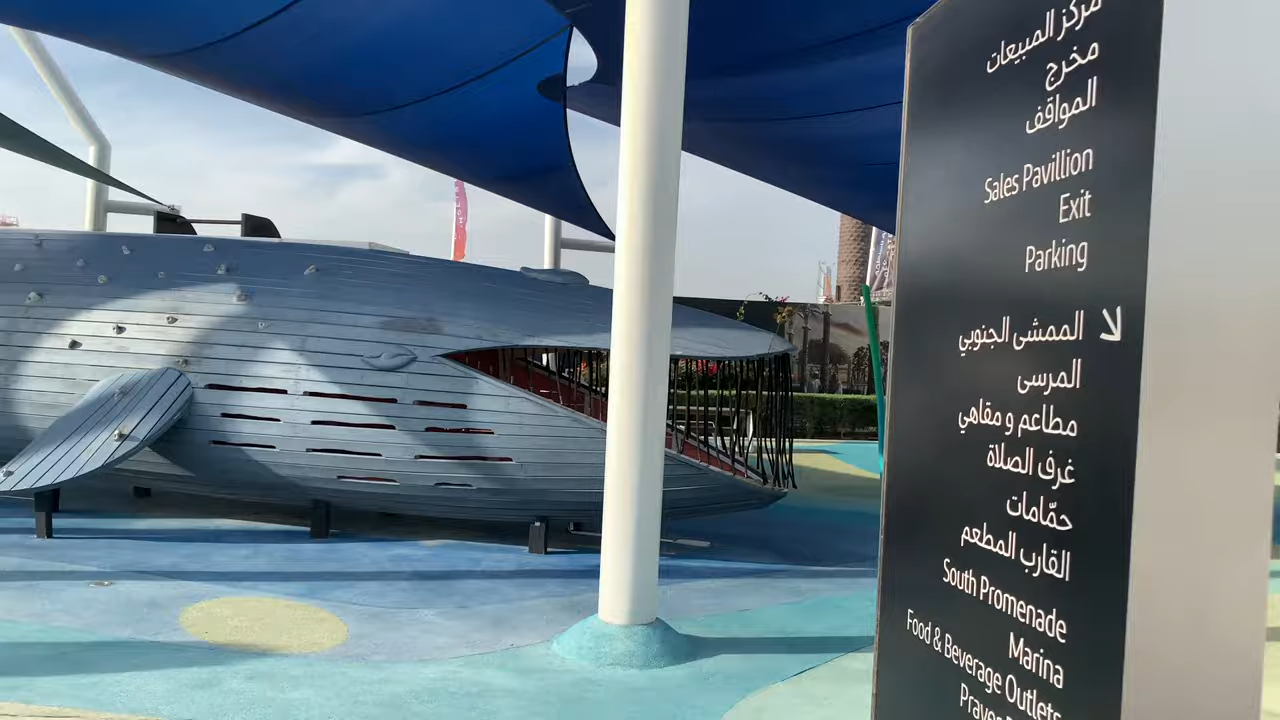 مركز المبيعات
مخرج
المواقف
Sales Pavillion
Exit
Parking
الممشى الجنوبي
المرسى
مطاعم و مقاهي
غرف الصلاة
حمّامات
القارب المطعم
South Promenade
Marina
Food & Beverage Outlets
Prayer